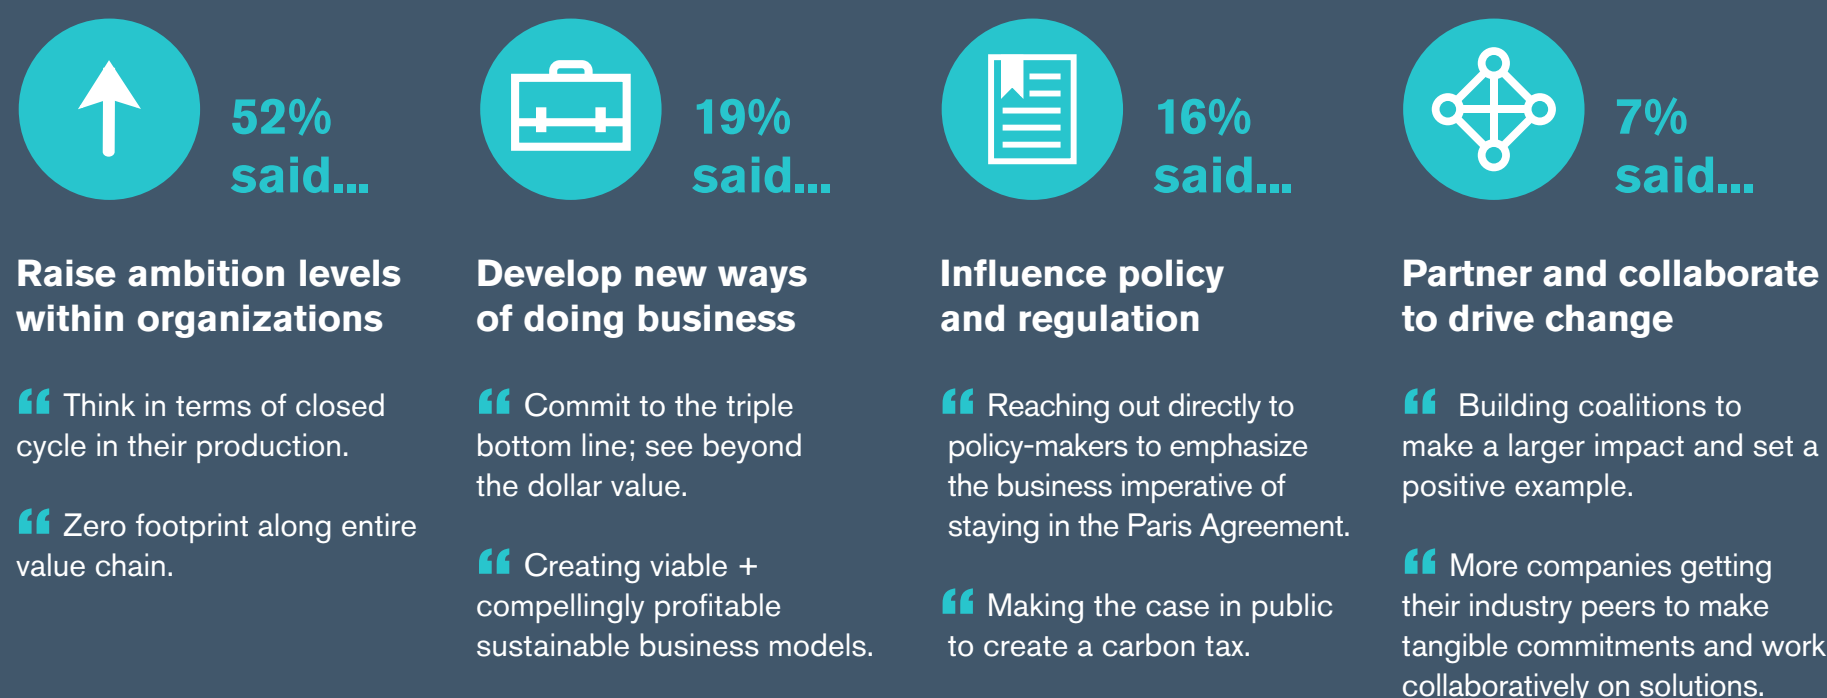 52%
said...
Raise ambition levels
within organizations
“ Think in terms of closed
cycle in their production.
“ Zero footprint along entire
value chain.
19%
said...
Develop new ways
of doing business
“ Commit to the triple
bottom line; see beyond
the dollar value.
“ Creating viable +
compellingly profitable
sustainable business models.
16%
said...
Influence policy
and regulation
“ Reaching out directly to
policy-makers to emphasize
the business imperative of
staying in the Paris Agreement.
“ Making the case in public
to create a carbon tax.
7%
said...
Partner and collaborate
to drive change
“ Building coalitions to
make a larger impact and set a
positive example.
“ More companies getting
their industry peers to make
tangible commitments and work
collaboratively on solutions.